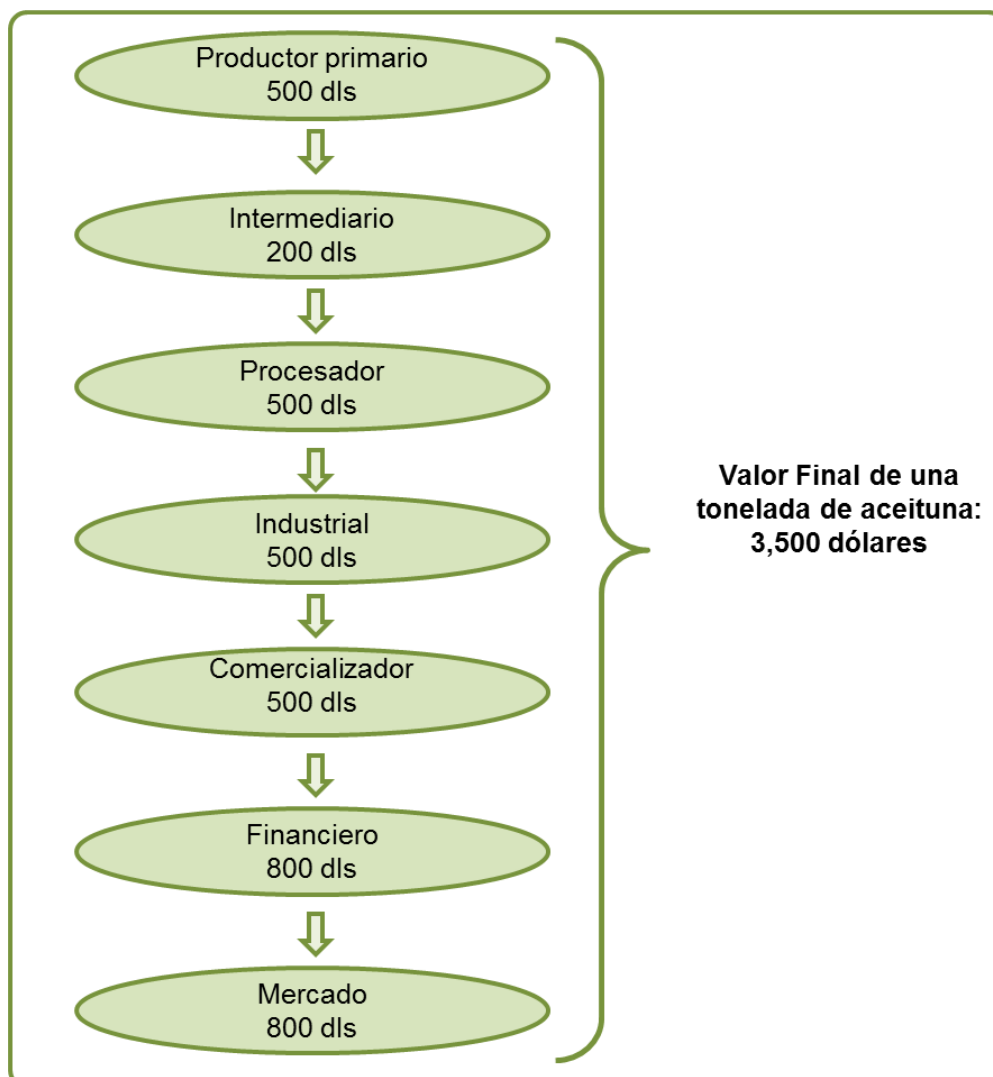 Productor primario
500 dls
Intermediario
200 dls
Procesador
500 dls
Industrial
500 dls
Comercializador
500 dls
Financiero
800 dls
Mercado
800 dls
Valor Final de una
tonelada de aceituna:
3,500 dólares